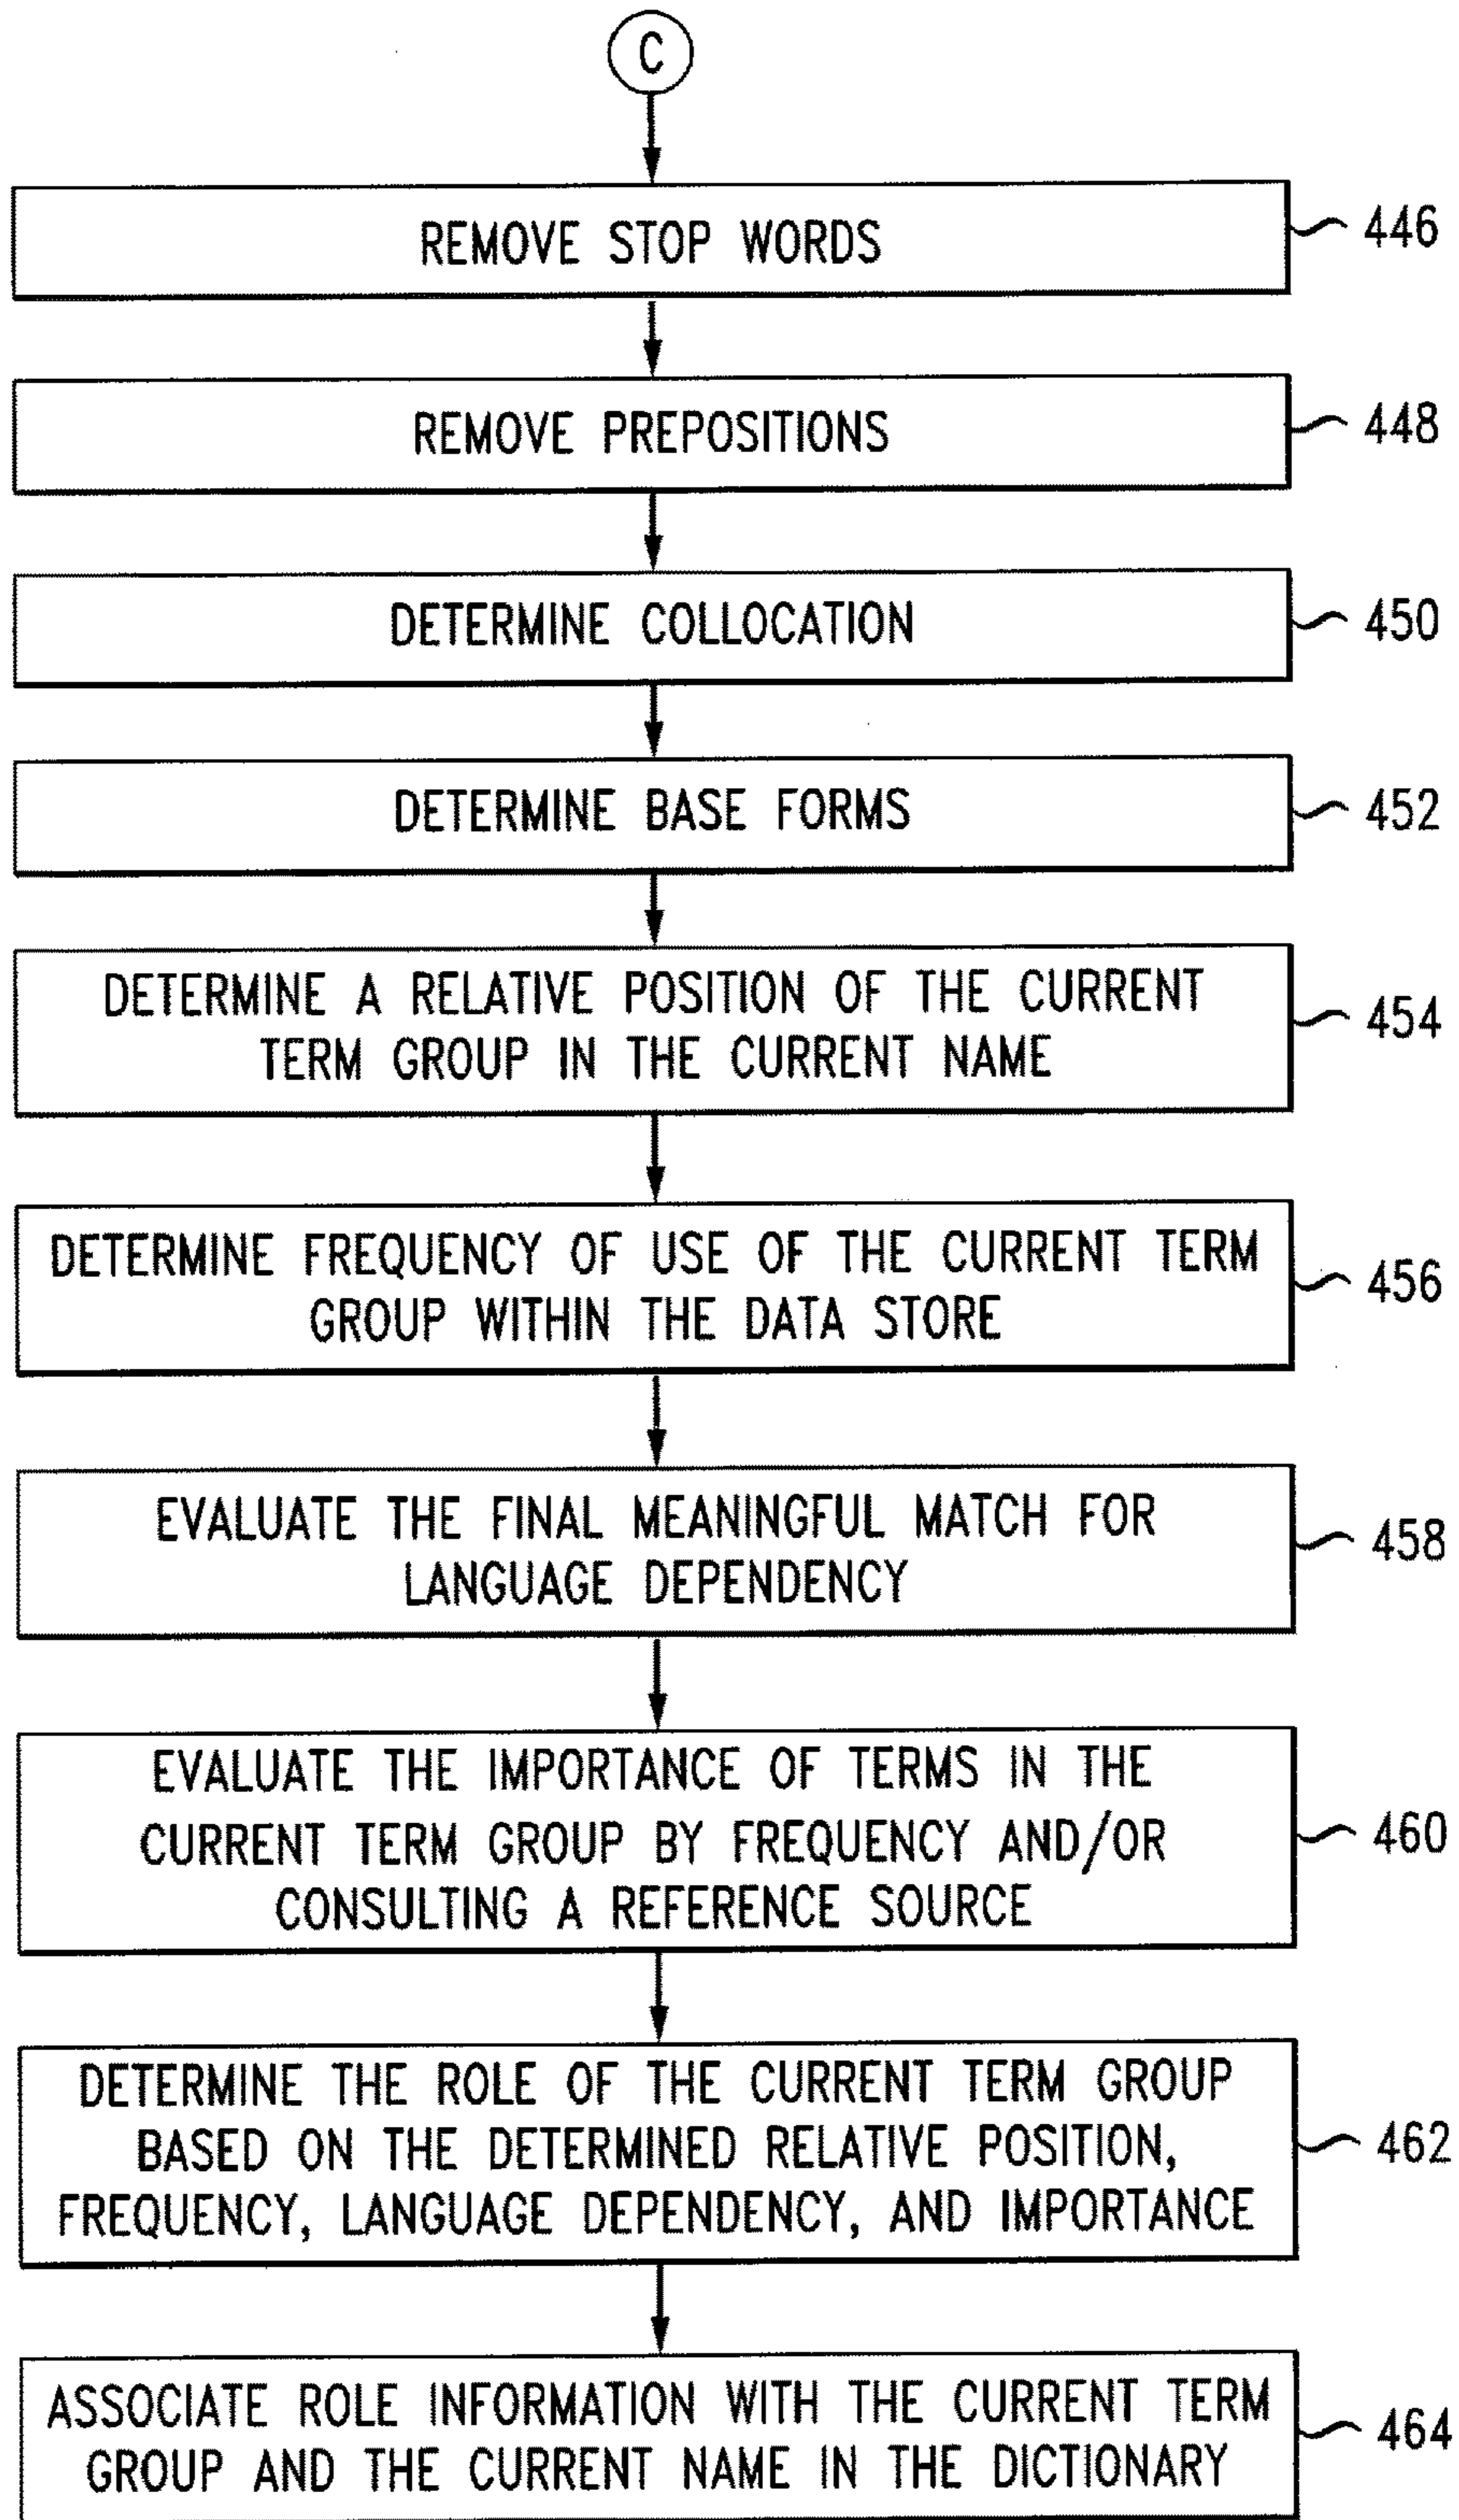 C
REMOVE STOP WORDS
446
REMOVE PREPOSITIONS
448
DETERMINE COLLOCATION
450
DETERMINE BASE FORMS
452
DETERMINE A RELATIVE POSITION OF THE CURRENT
TERM GROUP IN THE CURRENT NAME
454
DETERMINE FREQUENCY OF USE OF THE CURRENT TERM
GROUP WITHIN THE DATA STORE
456
EVALUATE THE FINAL MEANINGFUL MATCH FOR
LANGUAGE DEPENDENCY
458
EVALUATE THE IMPORTANCE OF TERMS IN THE
CURRENT TERM GROUP BY FREQUENCY AND/OR
CONSULTING A REFERENCE SOURCE
460
DETERMINE THE ROLE OF THE CURRENT TERM GROUP
BASED ON THE DETERMINED RELATIVE POSITION,
FREQUENCY, LANGUAGE DEPENDENCY, AND IMPORTANCE
462
ASSOCIATE ROLE INFORMATION WITH THE CURRENT TERM
GROUP AND THE CURRENT NAME IN THE DICTIONARY
464